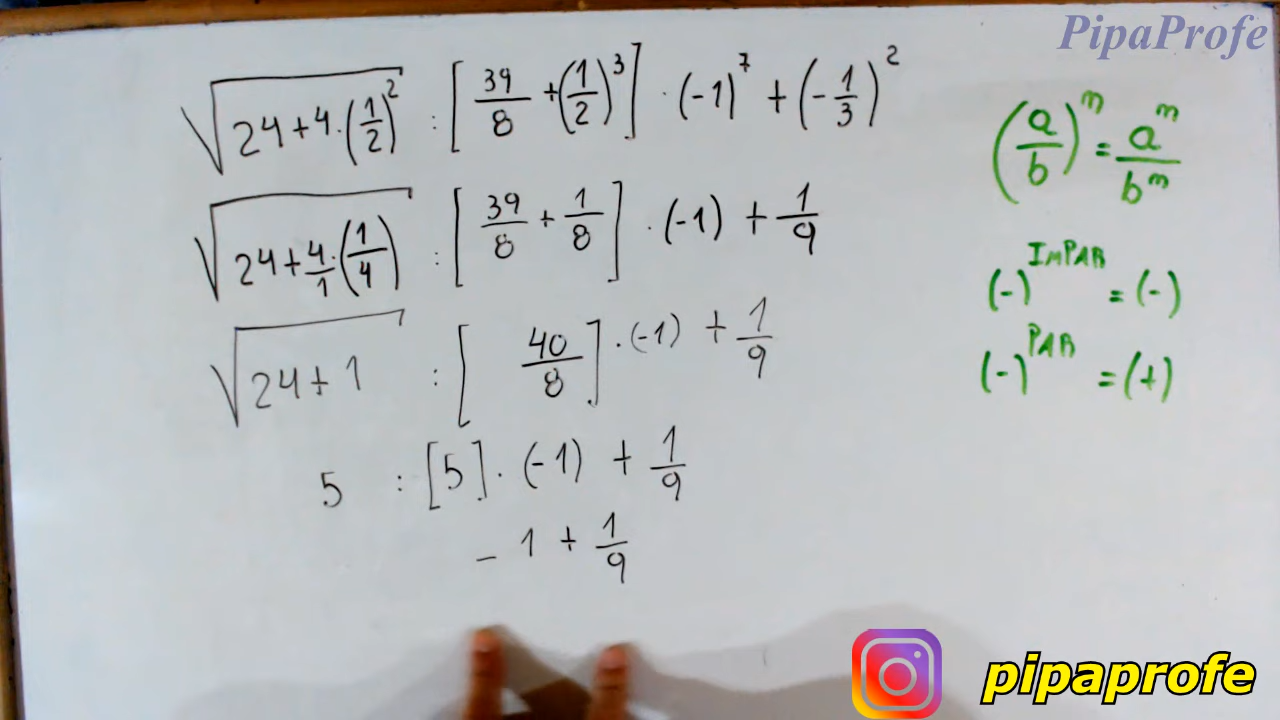 PipaProfe
√(24+4·(1/2)²) : [39/8 + (1/2)³] · (-1)⁷ + (-1/3)²
√(24+4/1·(1/4)) : [39/8 + 1/8] · (-1) + 1/9
√(24+1) : [40/8] · (-1) + 1/9
5 : [5] · (-1) + 1/9
- 1 + 1/9
(a/b)ᵐ = aᵐ/bᵐ
(-)^IMPAR = (-)
(-)^PAR = (+)
pipaprofe